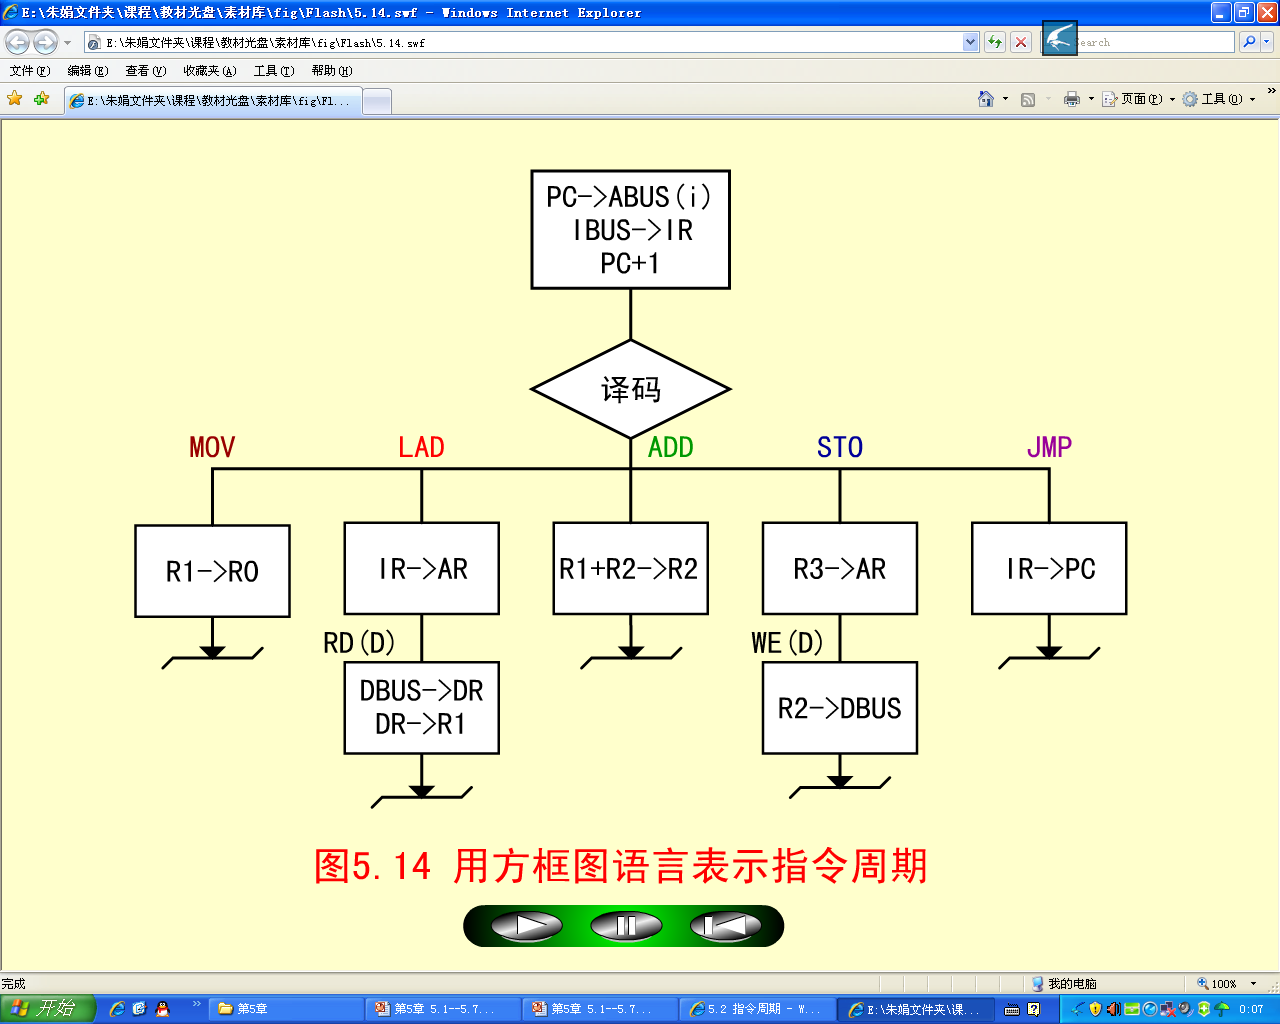 E:\朱娟文件夹\课程\教材光盘\素材库\fig\Flash\5.14.swf - Windows Internet Explorer
E:\朱娟文件夹\课程\教材光盘\素材库\fig\Flash\5.14.swf
Search
文件(F) 编辑(E) 查看(V) 收藏夹(A) 工具(T) 帮助(H)
E:\朱娟文件夹\课程\教材光盘\素材库\fig\Fl...
页面(P) 工具(O)
PC->ABUS(i)
IBUS->IR
PC+1
译码
MOV LAD ADD STO JMP
R1->R0 IR->AR R1+R2->R2 R3->AR IR->PC
RD(D) WE(D)
DBUS->DR
DR->R1
R2->DBUS
图5.14 用方框图语言表示指令周期
完成 我的电脑 100%
开始 第5章 第5章 5.1--5.7... 第5章 5.1--5.7... 5.2 指令周期 - W... E:\朱娟文件夹\课... 0:07